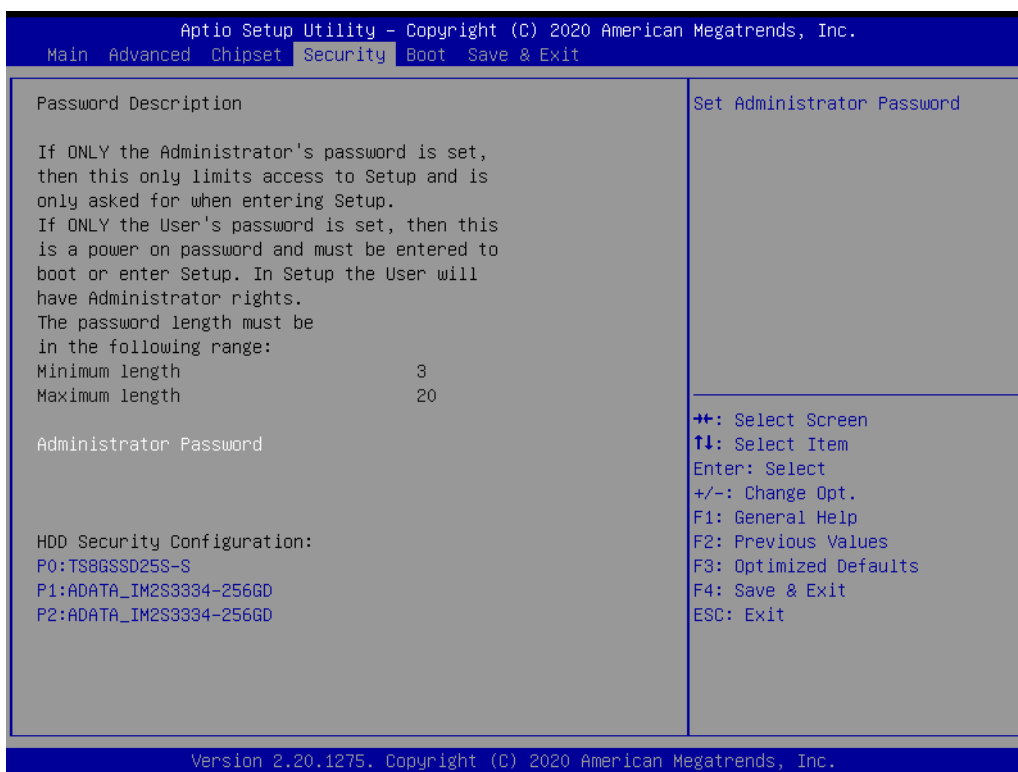 Aptio Setup Utility – Copyright (C) 2020 American Megatrends, Inc.
Main Advanced Chipset Security Boot Save & Exit
Password Description
If ONLY the Administrator's password is set,
then this only limits access to Setup and is
only asked for when entering Setup.
If ONLY the User's password is set, then this
is a power on password and must be entered to
boot or enter Setup. In Setup the User will
have Administrator rights.
The password length must be
in the following range:
Minimum length 3
Maximum length 20
Administrator Password
HDD Security Configuration:
P0:TS8GSSD25S-S
P1:ADATA_IM2S3334-256GD
P2:ADATA_IM2S3334-256GD
Set Administrator Password
→←: Select Screen
↑↓: Select Item
Enter: Select
+/-: Change Opt.
F1: General Help
F2: Previous Values
F3: Optimized Defaults
F4: Save & Exit
ESC: Exit
Version 2.20.1275. Copyright (C) 2020 American Megatrends, Inc.